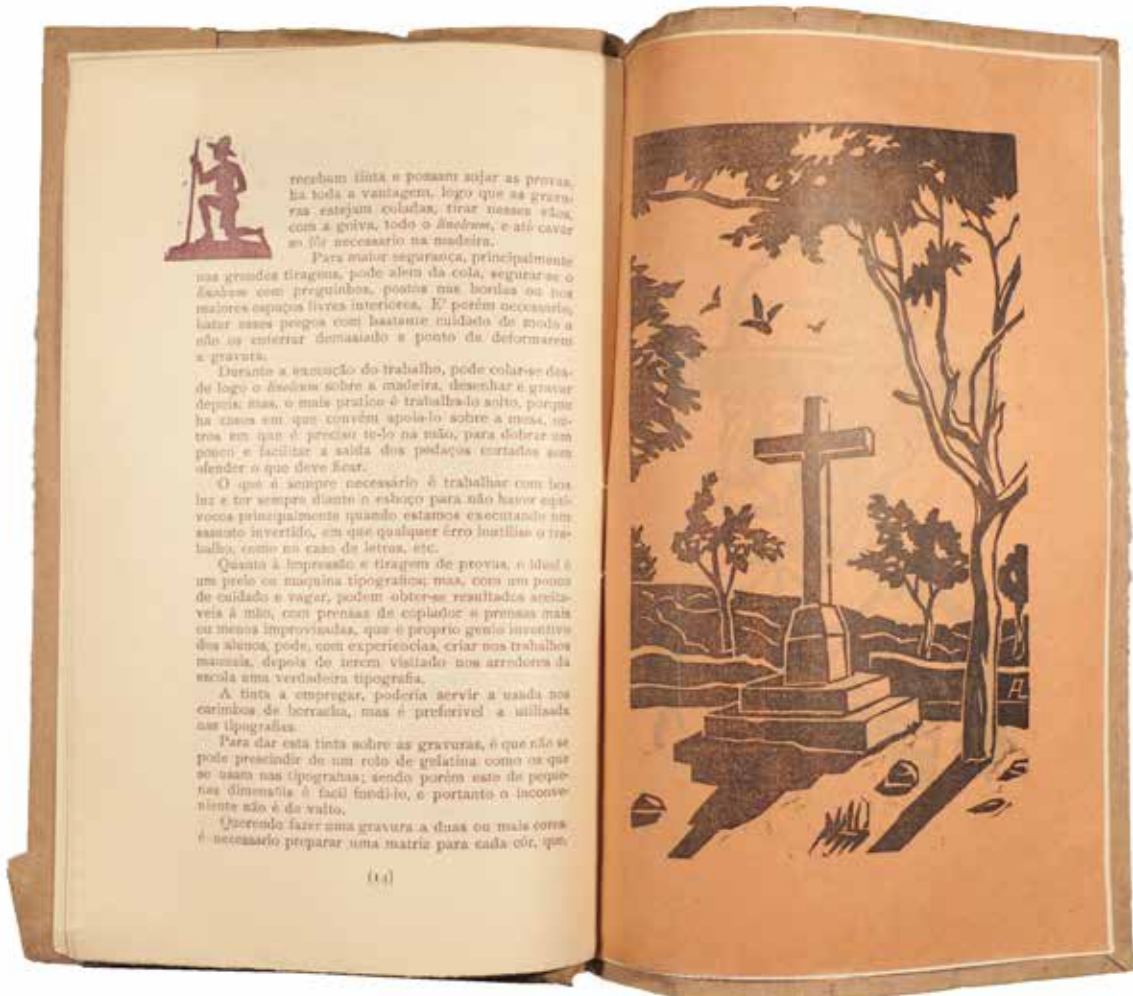 recebam tinta e possam sujar as provas,
ha toda a vantagem, logo que as gravu-
ras estejam coladas, tirar nesses vãos,
com a goiva, todo o linoleum, e até cavar
se fôr necessario na madeira.
Para maior segurança, principalmente
nas grandes tiragens, pode alem da cola, segurar-se o
linoleum com preguinhos, postos nas bordas ou nos
maiores espaços livres interiores. E' porém necessario,
bater esses pregos com bastante cuidado de modo a
não os enterrar demasiado a ponto de deformarem
a gravura.
Durante a execução do trabalho, pode colar-se des-
de logo o linoleum sobre a madeira, desenhar e gravar
depois; mas, o mais pratico é trabalha-lo solto, porque
ha casos em que convém apoia-lo sobre a mesa, ou-
tros em que é preciso te-lo na mão, para dobrar um
pouco e facilitar a saída dos pedaços cortados sem
ofender o que deve ficar.
O que é sempre necessário é trabalhar com boa
luz e ter sempre diante o esboço para não haver equi-
vocos principalmente quando estamos executando um
assunto invertido, em que qualquer êrro inutilise o tra-
balho, como no caso de letras, etc.
Quanto à impressão e tiragem de provas, o ideal é
um prelo ou maquina tipografica; mas, com um pouco
de cuidado e vagar, podem obter-se resultados aceita-
veis à mão, com prensas de copiador e prensas mais
ou menos improvisadas, que o proprio genio inventivo
dos alunos, pode, com experiencias, criar nos trabalhos
manuais, depois de terem visitado nos arredores da
escola uma verdadeira tipografia.
A tinta a empregar, poderia servir a usada nos
carimbos de borracha, mas é preferivel a utilisada
nas tipografias.
Para dar esta tinta sobre as gravuras, é que não se
pode prescindir de um rolo de gelatina como os que
se usam nas tipografias; sendo porém este de peque-
nas dimensões é facil fundi-lo, e portanto o inconve-
niente não é de vulto.
Querendo fazer uma gravura a duas ou mais cores
é necessario preparar uma matriz para cada côr, que,
(14)